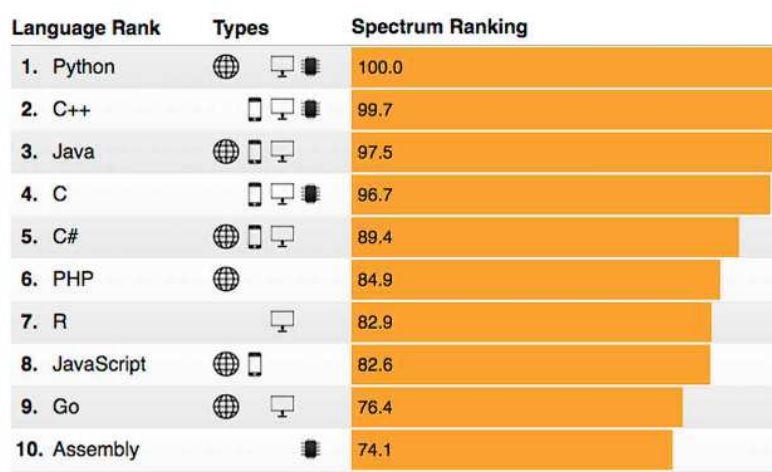 Language Rank Types Spectrum Ranking
1. Python 100.0
2. C++ 99.7
3. Java 97.5
4. C 96.7
5. C# 89.4
6. PHP 84.9
7. R 82.9
8. JavaScript 82.6
9. Go 76.4
10. Assembly 74.1